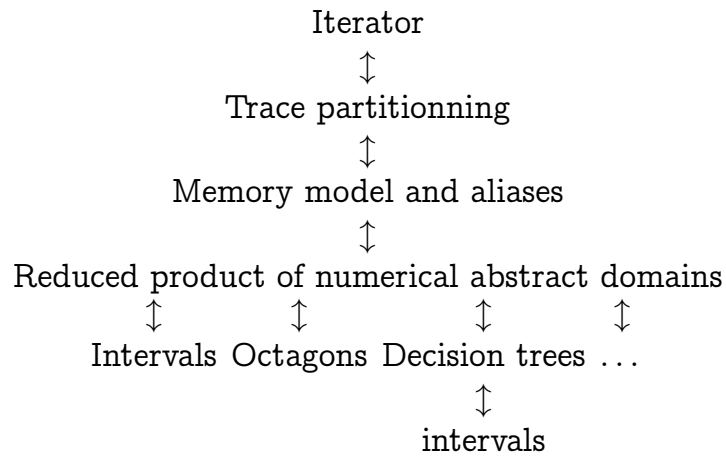 Iterator
Trace partitionning
Memory model and aliases
Reduced product of numerical abstract domains
Intervals Octagons Decision trees ...
intervals